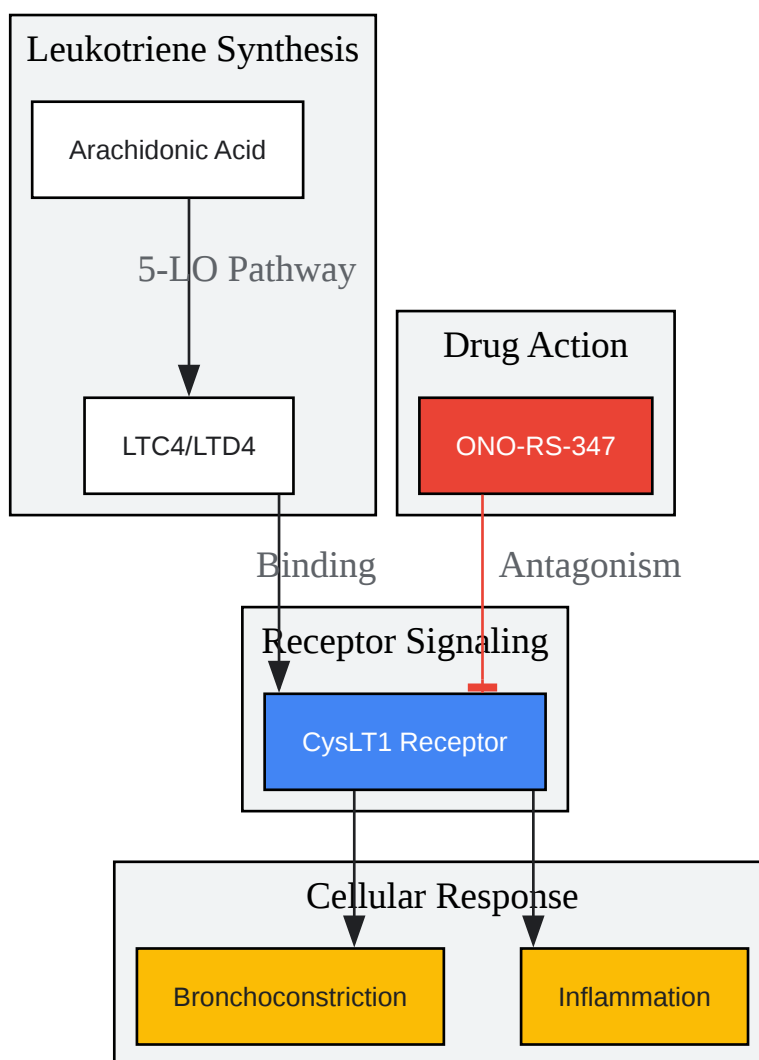 Leukotriene Synthesis
Arachidonic Acid
5-LO Pathway
LTC4/LTD4
Drug Action
ONO-RS-347
Binding
Antagonism
Receptor Signaling
CysLT1 Receptor
Cellular Response
Bronchoconstriction
Inflammation